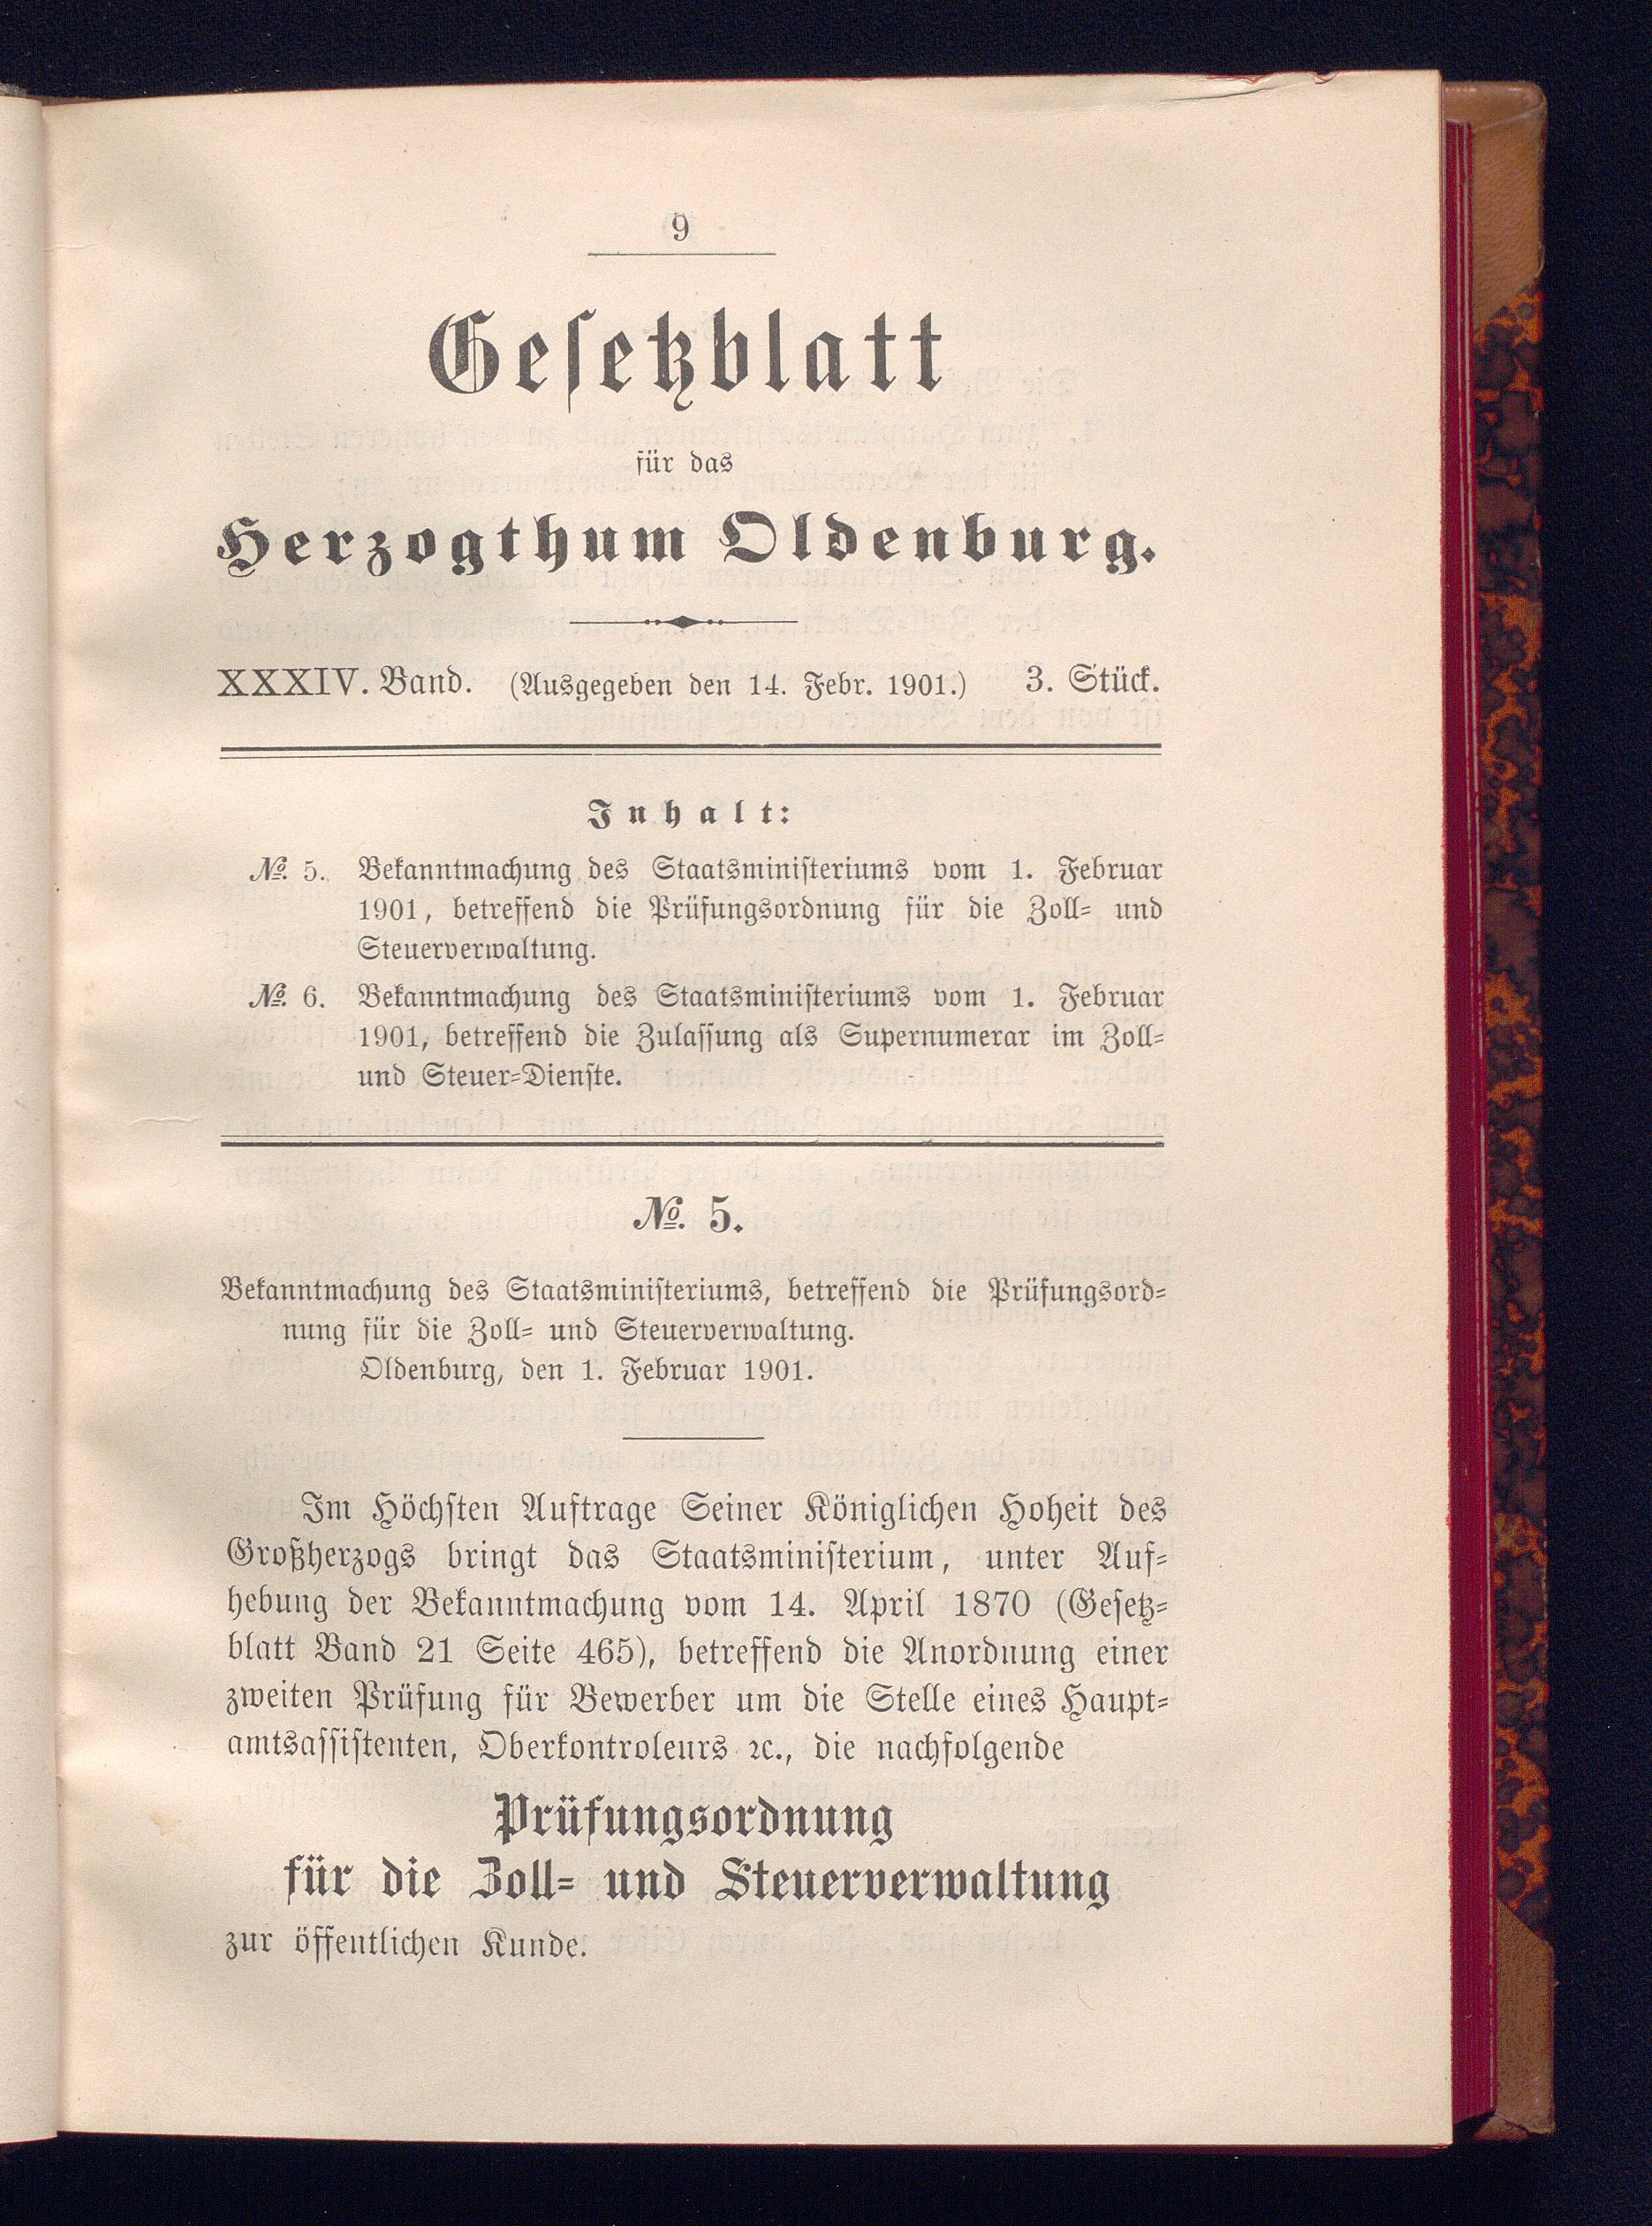 9
Gesetzblatt
für das
Herzogthum Oldenburg.
XXXIV. Band. (Ausgegeben den 14. Febr. 1901.) 3. Stück.
Inhalt:
№. 5. Bekanntmachung des Staatsministeriums vom 1. Februar
1901, betreffend die Prüfungsordnung für die Zoll- und
Steuerverwaltung.
№. 6. Bekanntmachung des Staatsministeriums vom 1. Februar
1901, betreffend die Zulassung als Supernumerar im Zoll-
und Steuer-Dienste.
№. 5.
Bekanntmachung des Staatsministeriums, betreffend die Prüfungsord-
nung für die Zoll- und Steuerverwaltung.
Oldenburg, den 1. Februar 1901.
Im Höchsten Auftrage Seiner Königlichen Hoheit des
Großherzogs bringt das Staatsministerium, unter Auf-
hebung der Bekanntmachung vom 14. April 1870 (Gesetz-
blatt Band 21 Seite 465), betreffend die Anordnung einer
zweiten Prüfung für Bewerber um die Stelle eines Haupt-
amtsassistenten, Oberkontroleurs ꝛc., die nachfolgende
Prüfungsordnung
für die Zoll- und Steuerverwaltung
zur öffentlichen Kunde.